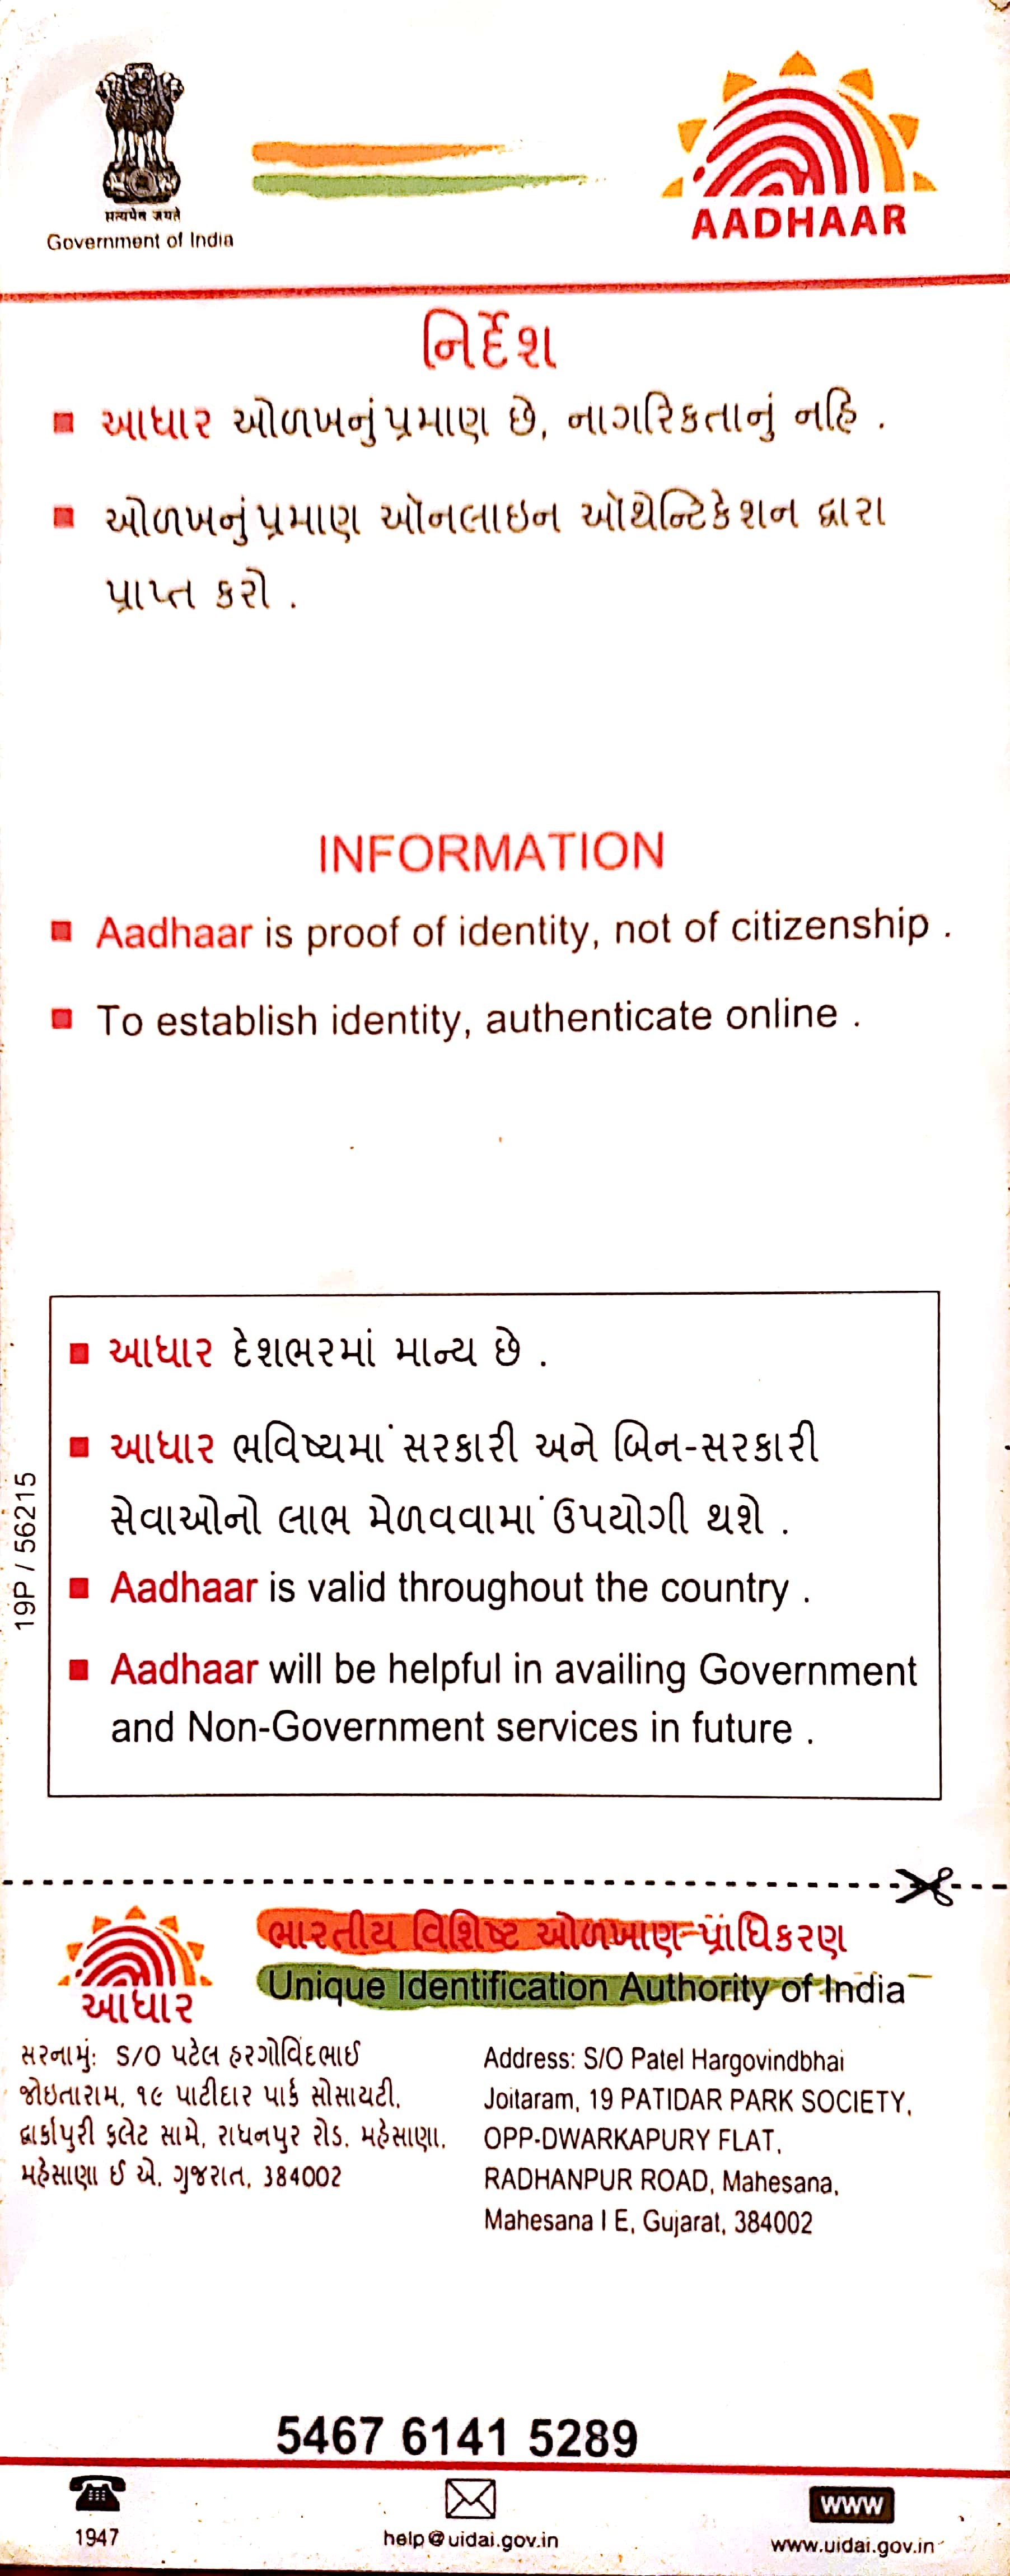 सत्यमेव जयते
Government of India
AADHAAR
નિર્દેશ
આધાર ઓળખનું પ્રમાણ છે, નાગરિકતાનું નહિ .
ઓળખનું પ્રમાણ ઑનલાઇન ઑથેન્ટિકેશન દ્વારા
પ્રાપ્ત કરો .
INFORMATION
Aadhaar is proof of identity, not of citizenship .
To establish identity, authenticate online .
આધાર દેશભરમાં માન્ય છે .
આધાર ભવિષ્યમાં સરકારી અને બિન-સરકારી
સેવાઓનો લાભ મેળવવામાં ઉપયોગી થશે .
Aadhaar is valid throughout the country .
Aadhaar will be helpful in availing Government
and Non-Government services in future .
19P / 56215
આધાર
ભારતીય વિશિષ્ટ ઓળખાણ પ્રાધિકરણ
Unique Identification Authority of India
સરનામું: S/O પટેલ હરગોવિંદભાઈ
જોઇતારામ, ૧૯ પાટીદાર પાર્ક સોસાયટી,
દ્વાર્કાપુરી ફ્લેટ સામે, રાધનપુર રોડ, મહેસાણા,
મહેસાણા ઈ એ, ગુજરાત, 384002
Address: S/O Patel Hargovindbhai
Joitaram, 19 PATIDAR PARK SOCIETY,
OPP-DWARKAPURY FLAT,
RADHANPUR ROAD, Mahesana,
Mahesana I E, Gujarat, 384002
5467 6141 5289
1947
help@uidai.gov.in
www
www.uidai.gov.in